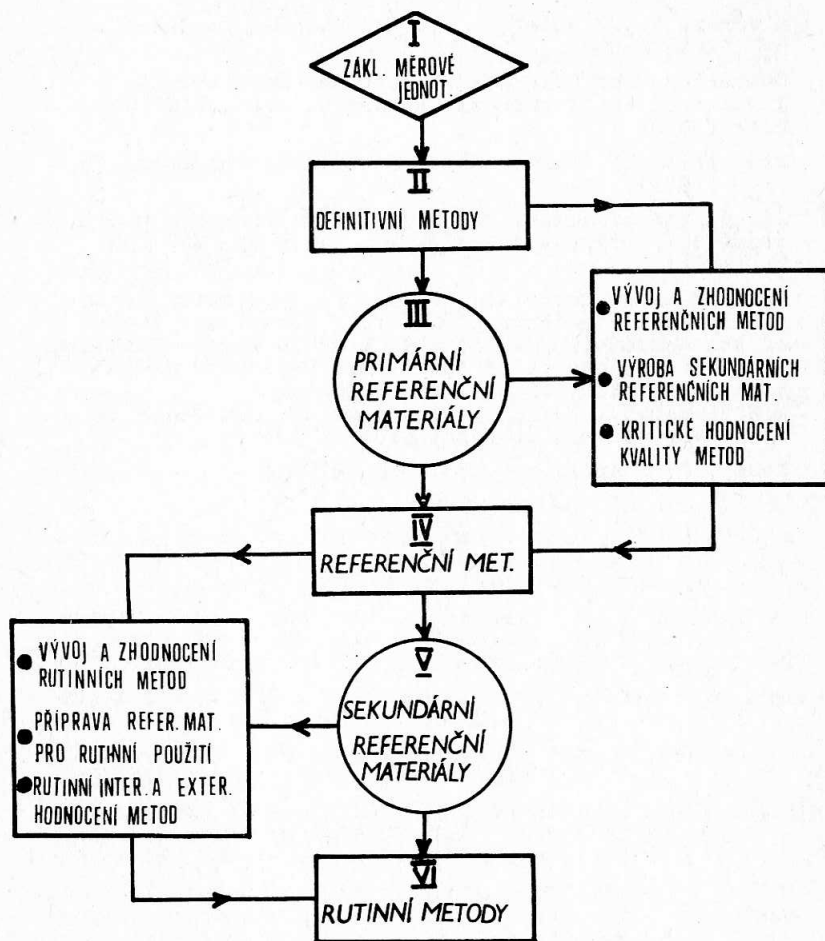 I
ZÁKL. MĚROVÉ
JEDNOT.
II
DEFINITIVNÍ METODY
III
PRIMÁRNÍ
REFERENČNÍ
MATERIÁLY
● VÝVOJ A ZHODNOCENÍ
REFERENČNÍCH METOD
● VÝROBA SEKUNDÁRNÍCH
REFERENČNÍCH MAT.
● KRITICKÉ HODNOCENÍ
KVALITY METOD
IV
REFERENČNÍ MET.
● VÝVOJ A ZHODNOCENÍ
RUTINNÍCH METOD
● PŘÍPRAVA REFER. MAT.
PRO RUTINNÍ POUŽITÍ
● RUTINNÍ INTER. A EXTER.
HODNOCENÍ METOD
V
SEKUNDÁRNÍ
REFERENČNÍ
MATERIÁLY
VI
RUTINNÍ METODY